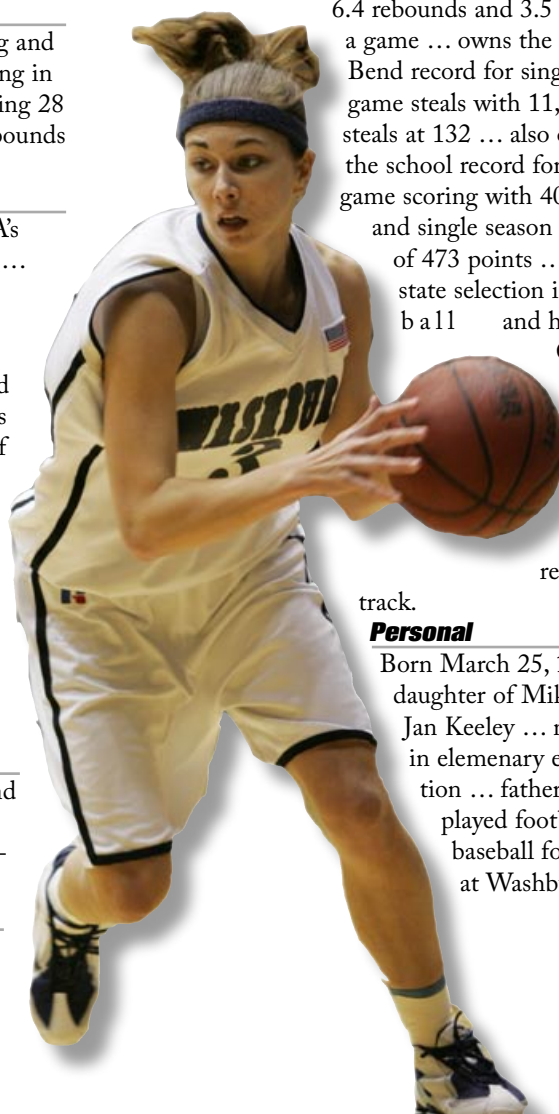 g and
ng in
ing 28
bounds
A's
…
d
s
f
nd
–
6.4 rebounds and 3.5
a game … owns the
Bend record for sing
game steals with 11,
steals at 132 … also
the school record for
game scoring with 40
and single season
of 473 points …
state selection i
ball and h
re
track.
Personal
Born March 25,
daughter of Mik
Jan Keeley …
in elemenary e
tion … father
played foot
baseball fo
at Washb
WASHBUR
3